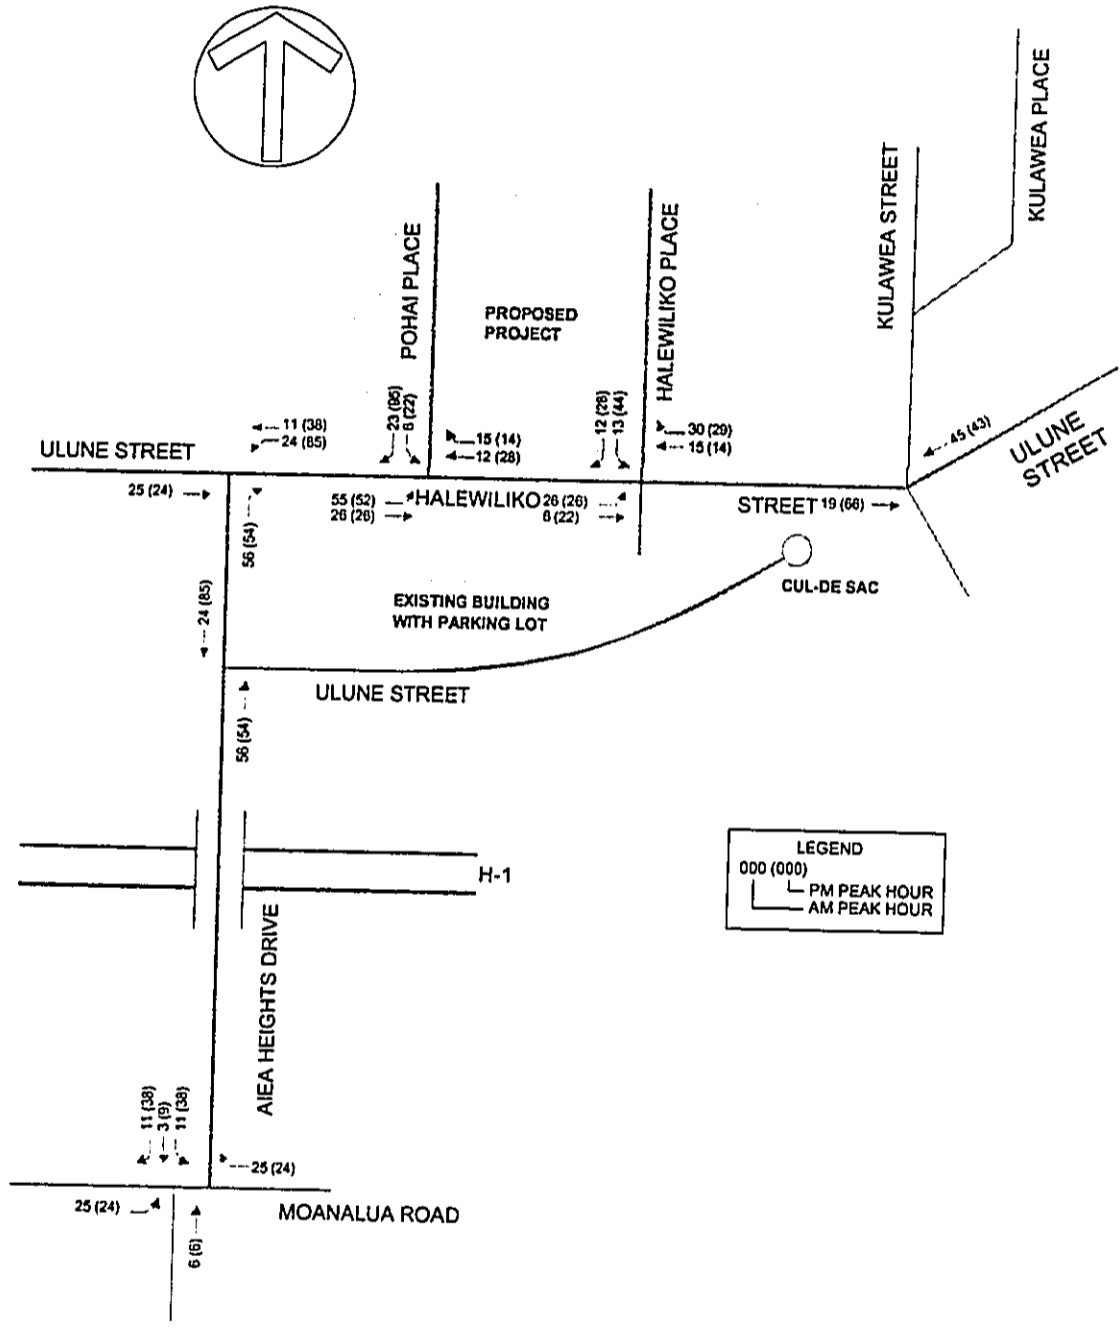 KULAWEA PLACE
KULAWEA STREET
POHAI PLACE
HALEWILIKO PLACE
PROPOSED
PROJECT
11 (38)
24 (85)
23 (95)
6 (22)
15 (14)
12 (28)
12 (28)
13 (44)
30 (29)
15 (14)
45 (43)
ULUNE
STREET
ULUNE STREET
25 (24)
56 (54)
55 (52)
26 (26)
HALEWILIKO
26 (26)
6 (22)
STREET
19 (66)
CUL-DE SAC
24 (85)
EXISTING BUILDING
WITH PARKING LOT
ULUNE STREET
56 (54)
H-1
LEGEND
000 (000)
PM PEAK HOUR
AM PEAK HOUR
AIEA HEIGHTS DRIVE
11 (38)
3 (9)
11 (38)
25 (24)
25 (24)
6 (6)
MOANALUA ROAD